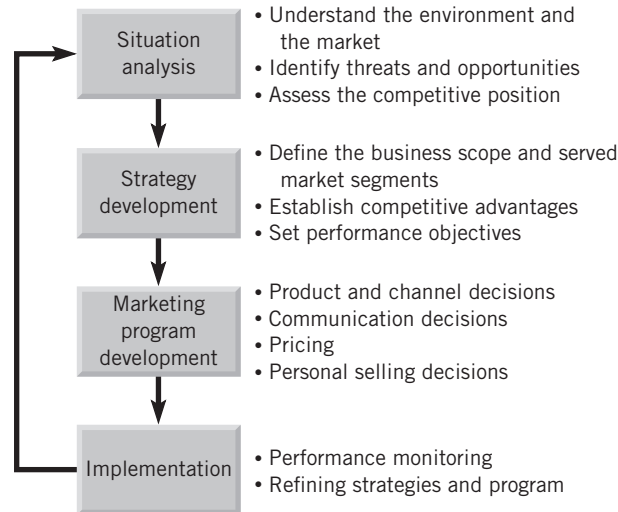 Situation
analysis
• Understand the environment and
the market
• Identify threats and opportunities
• Assess the competitive position
Strategy
development
• Define the business scope and served
market segments
• Establish competitive advantages
• Set performance objectives
Marketing
program
development
• Product and channel decisions
• Communication decisions
• Pricing
• Personal selling decisions
Implementation
• Performance monitoring
• Refining strategies and program